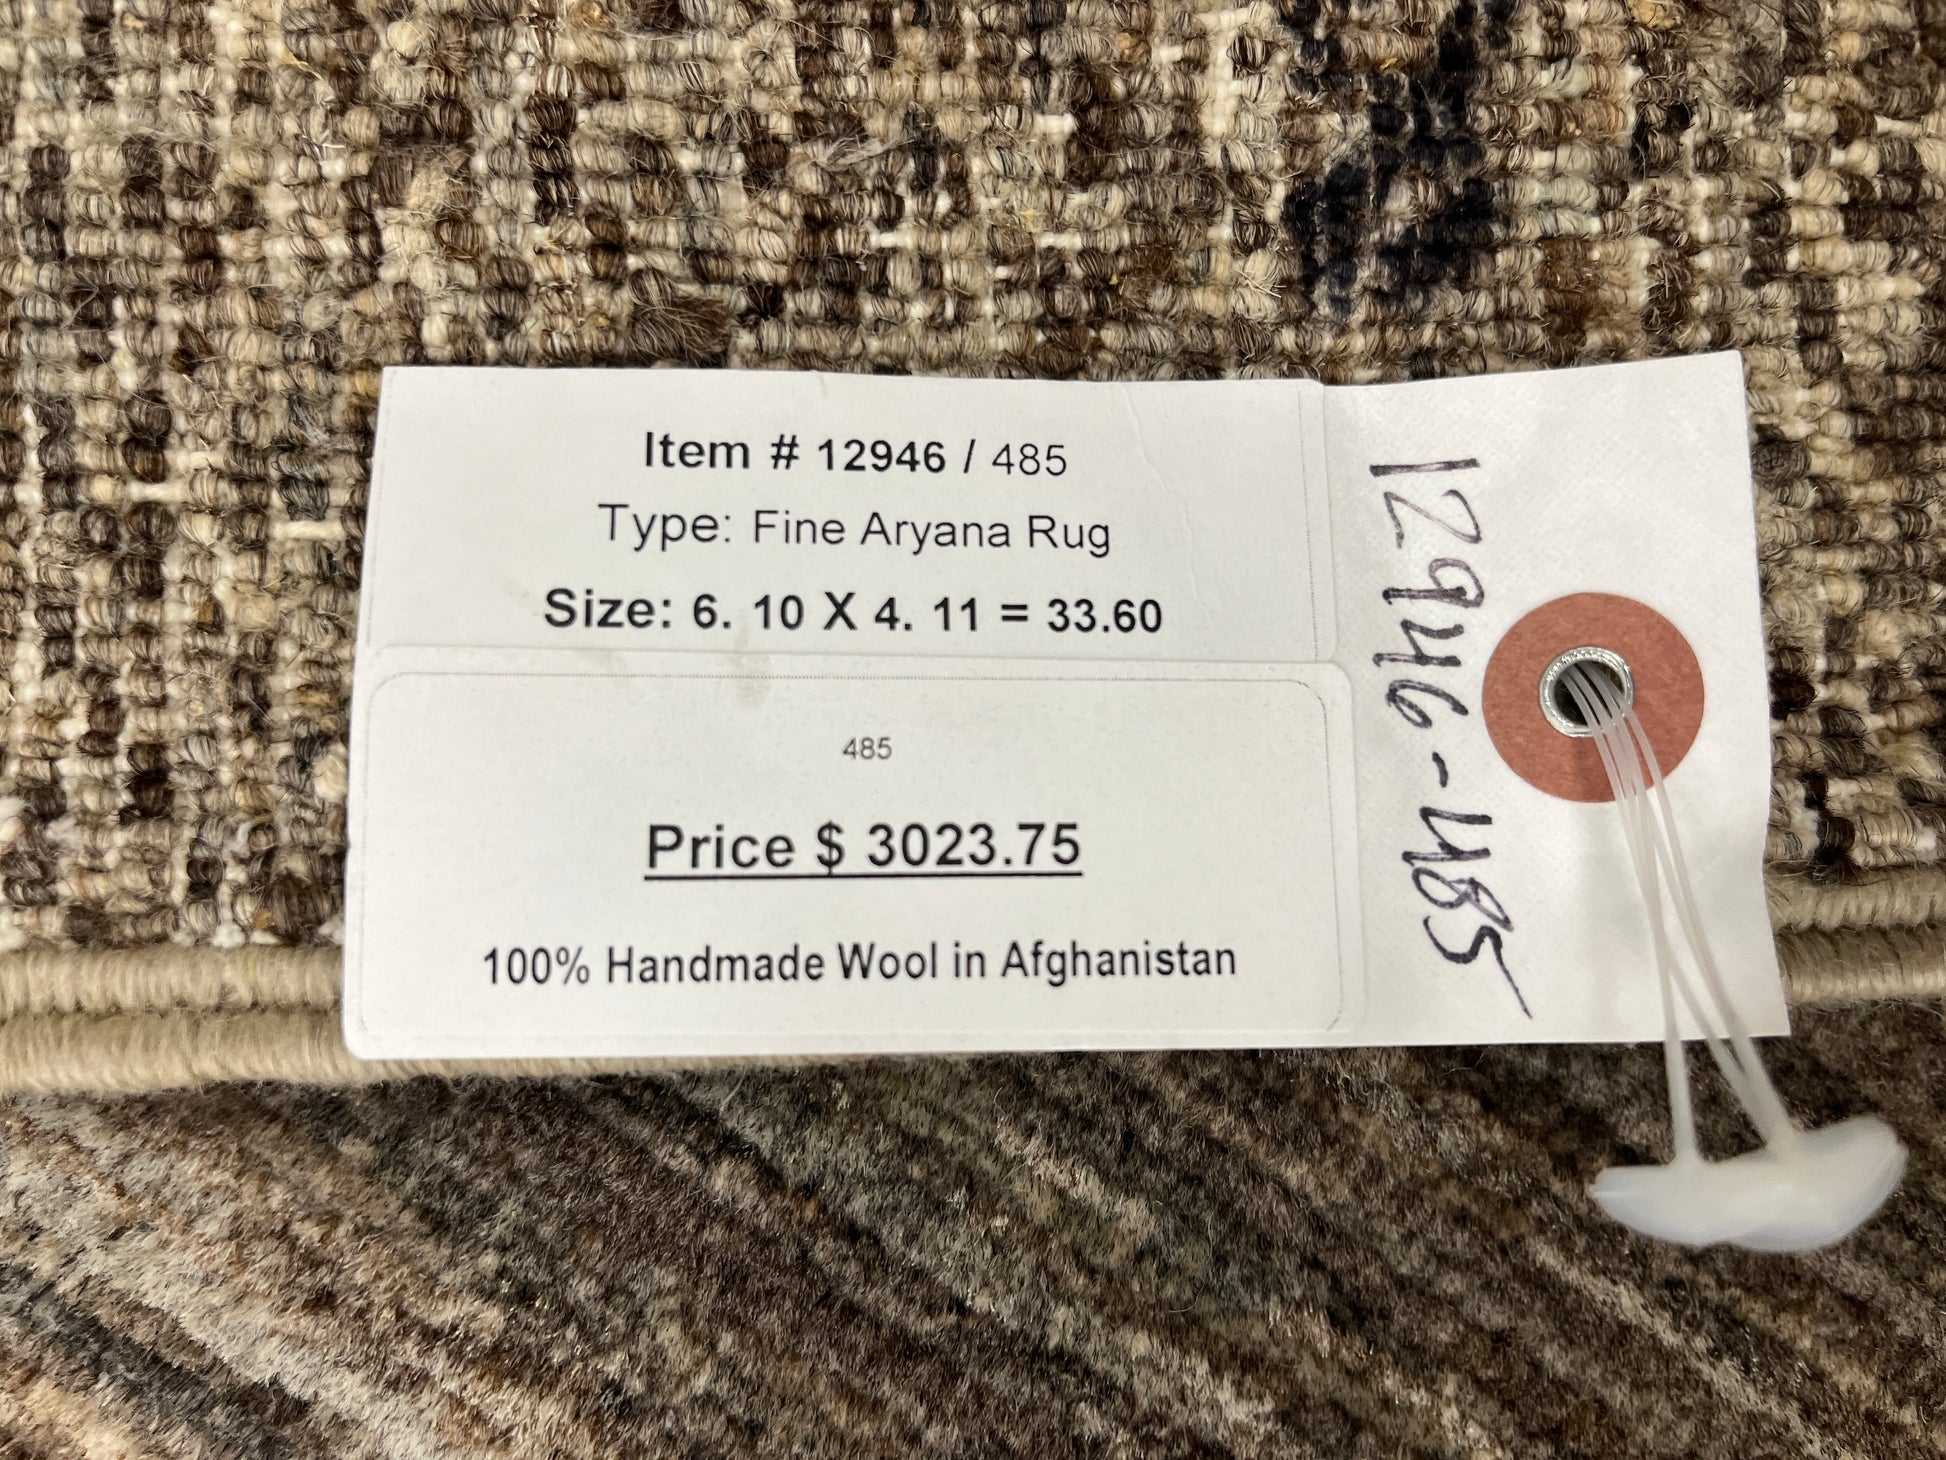 Item # 12946 / 485
Type: Fine Aryana Rug
Size: 6. 10 X 4. 11 = 33.60
485
Price $ 3023.75
100% Handmade Wool in Afghanistan
12946-485